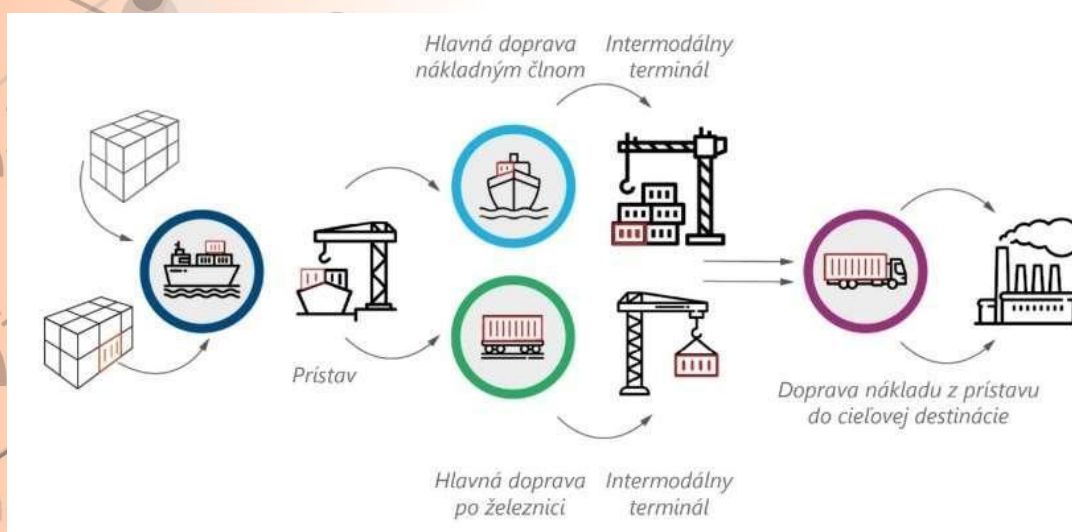 Hlavná doprava
nákladným člnom
Intermodálny
terminál
Prístav
Doprava nákladu z prístavu
do cieľovej destinácie
Hlavná doprava
po železnici
Intermodálny
terminál